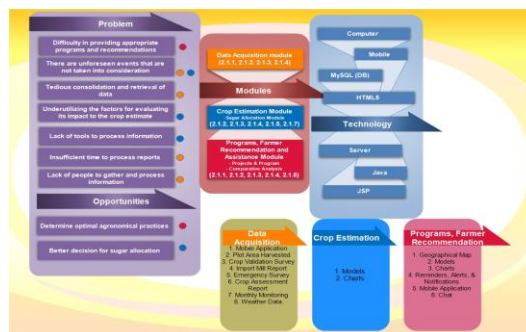 Problem
Difficulty in providing appropriate
programs and recommendations
There are unforeseen events that
are not taken into consideration
Tedious consolidation and retrieval of
data
Underutilizing the factors for evaluating
its impact to the crop estimate
Lack of tools to process information
Insufficient time to process reports
Lack of people to gather and process
information
Opportunities
Determine optimal agronomical practices
Better decision for sugar allocation
Data Acquisition module
(2.1.1, 2.1.2, 2.1.3, 2.1.4)
Modules
Crop Estimation Module
Sugar Allocation Module
(2.1.2, 2.1.3, 2.1.4, 2.1.5, 2.1.7)
Programs, Farmer
Recommendation and
Assistance Module
- Projects & Program
- Comparative Analysis
(2.1.1, 2.1.2, 2.1.3, 2.1.4, 2.1.6)
Computer
Mobile
MySQL (DB)
HTML5
Technology
Server
Java
JSP
Data
Acquisition
1. Mobile Application
2. Plot Area Harvested
3. Crop Validation Survey
4. Import Mill Report
5. Emergency Survey
6. Crop Assessment
Report
7. Monthly Monitoring
8. Weather Data
Crop Estimation
1. Models
2. Charts
Programs, Farmer
Recommendation
1. Geographical Map
2. Models
3. Charts
4. Reminders, Alerts, &
Notifications
5. Mobile Application
6. Chat